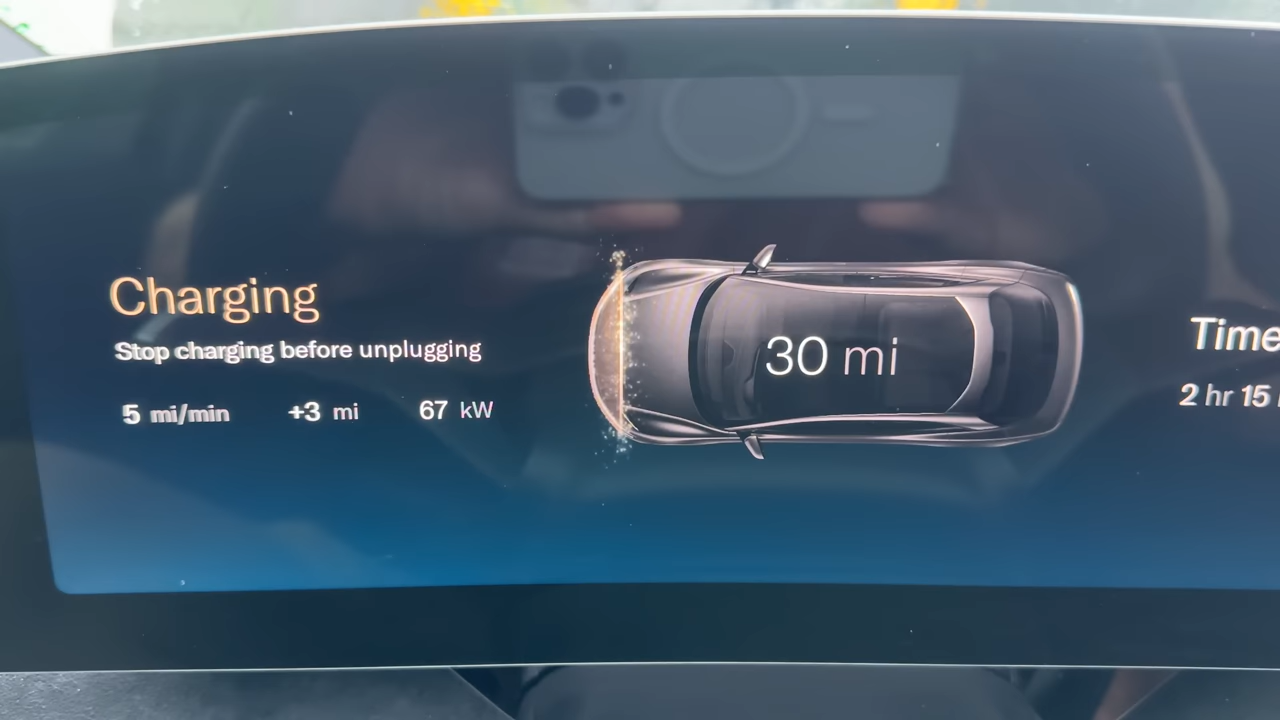 Charging
Stop charging before unplugging
5 mi/min +3 mi 67 kW
30 mi
Time
2 hr 15